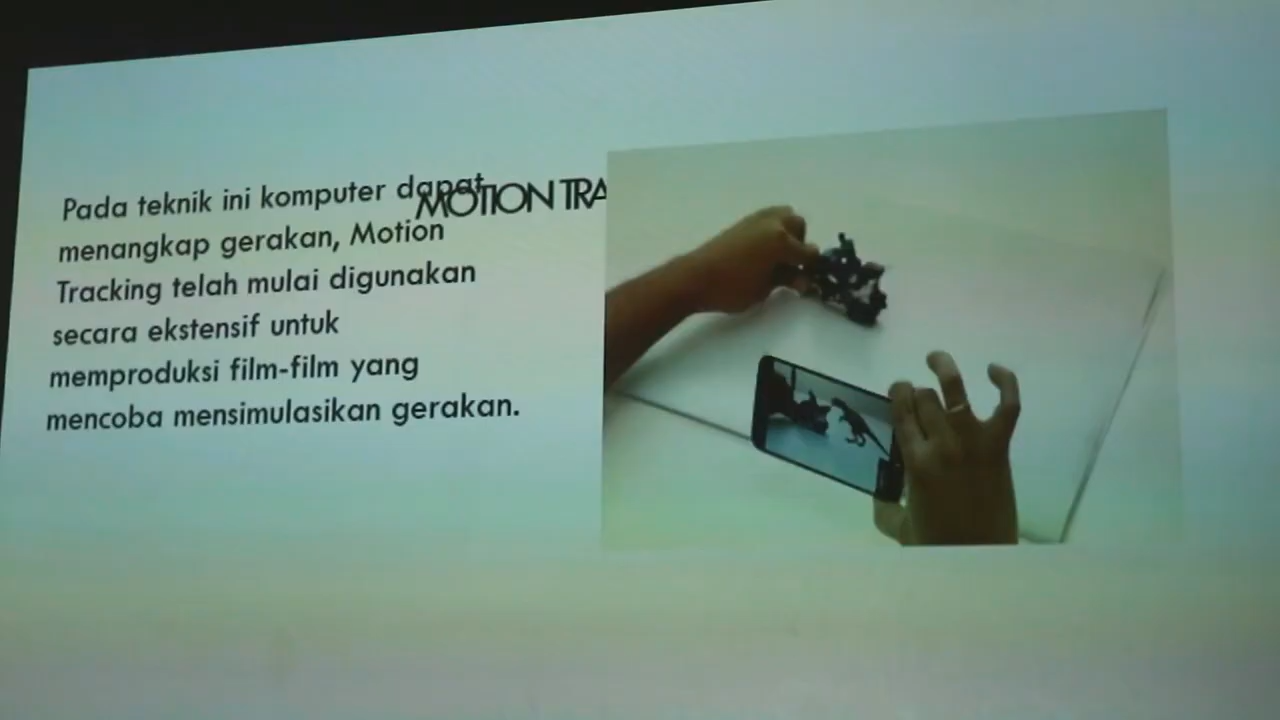 Pada teknik ini komputer dapat
MOTION TRA
menangkap gerakan, Motion
Tracking telah mulai digunakan
secara ekstensif untuk
memproduksi film-film yang
mencoba mensimulasikan gerakan.